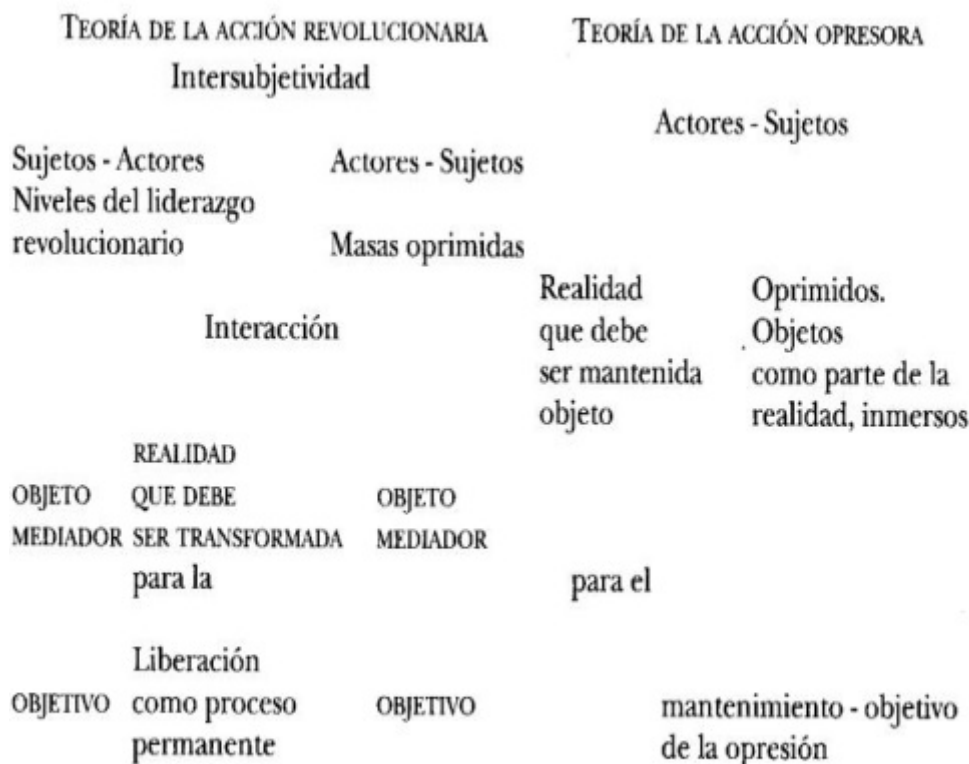 TEORÍA DE LA ACCIÓN REVOLUCIONARIA
Intersubjetividad
Sujetos - Actores Actores - Sujetos
Niveles del liderazgo
revolucionario Masas oprimidas
Interacción
REALIDAD
OBJETO QUE DEBE OBJETO
MEDIADOR SER TRANSFORMADA MEDIADOR
para la
Liberación
OBJETIVO como proceso OBJETIVO
permanente
TEORÍA DE LA ACCIÓN OPRESORA
Actores - Sujetos
Realidad Oprimidos.
que debe Objetos
ser mantenida como parte de la
objeto realidad, inmersos
para el
mantenimiento - objetivo
de la opresión